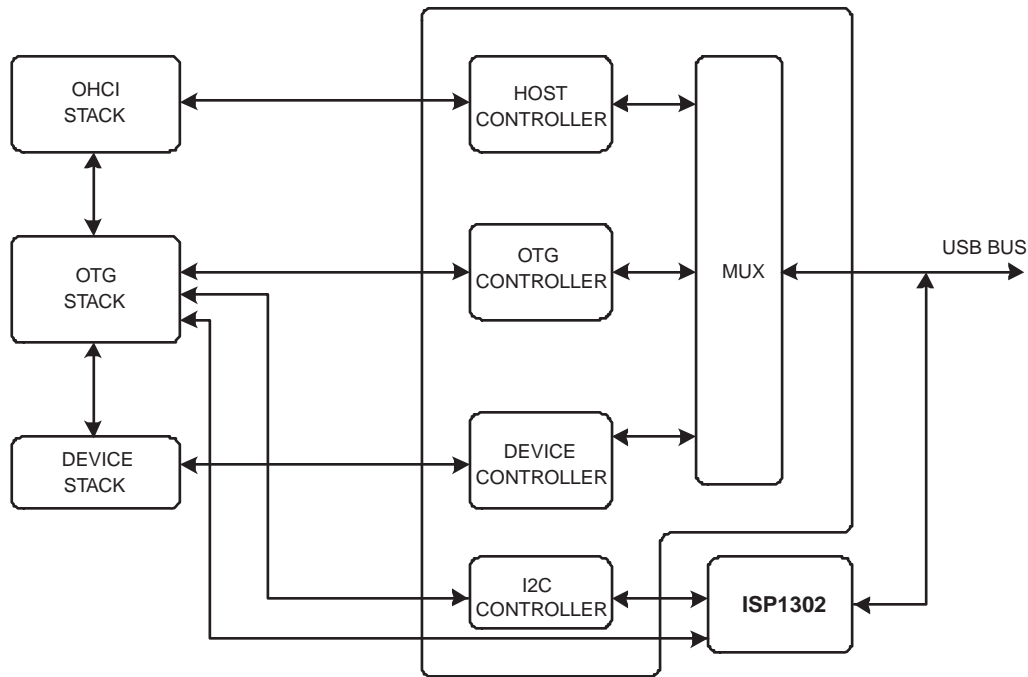 OHCI
STACK
HOST
CONTROLLER
OTG
STACK
OTG
CONTROLLER
MUX
USB BUS
DEVICE
STACK
DEVICE
CONTROLLER
I2C
CONTROLLER
ISP1302